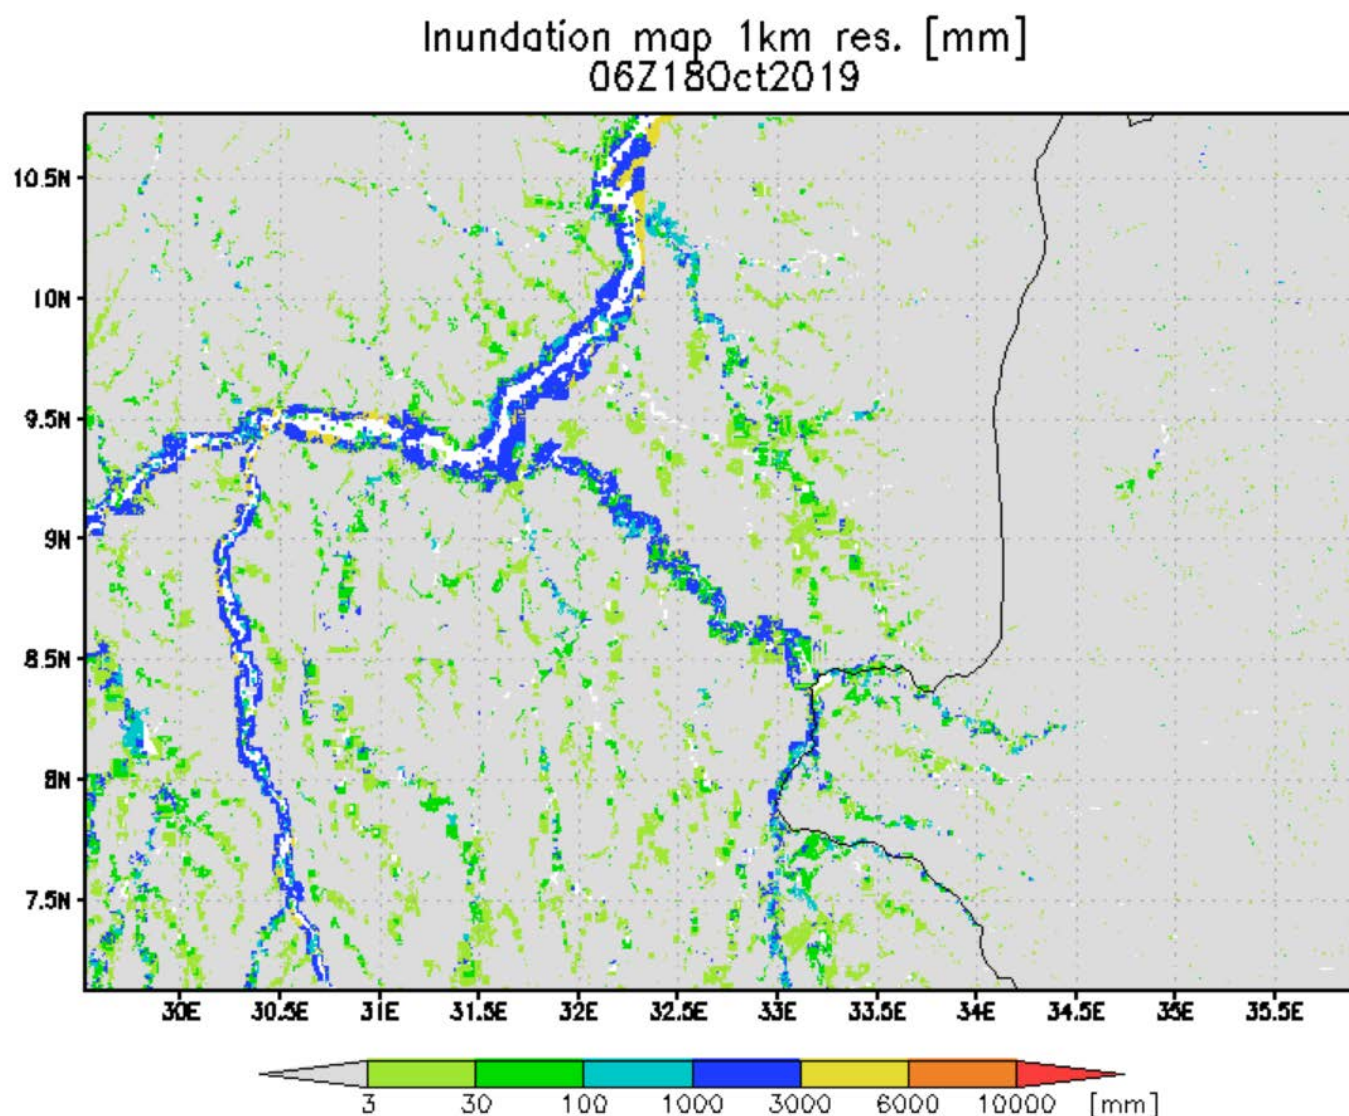 Inundation map 1km res. [mm]
06Z18Oct2019
10.5N
10N
9.5N
9N
8.5N
8N
7.5N
30E 30.5E 31E 31.5E 32E 32.5E 33E 33.5E 34E 34.5E 35E 35.5E
3 30 100 1000 3000 6000 10000 [mm]